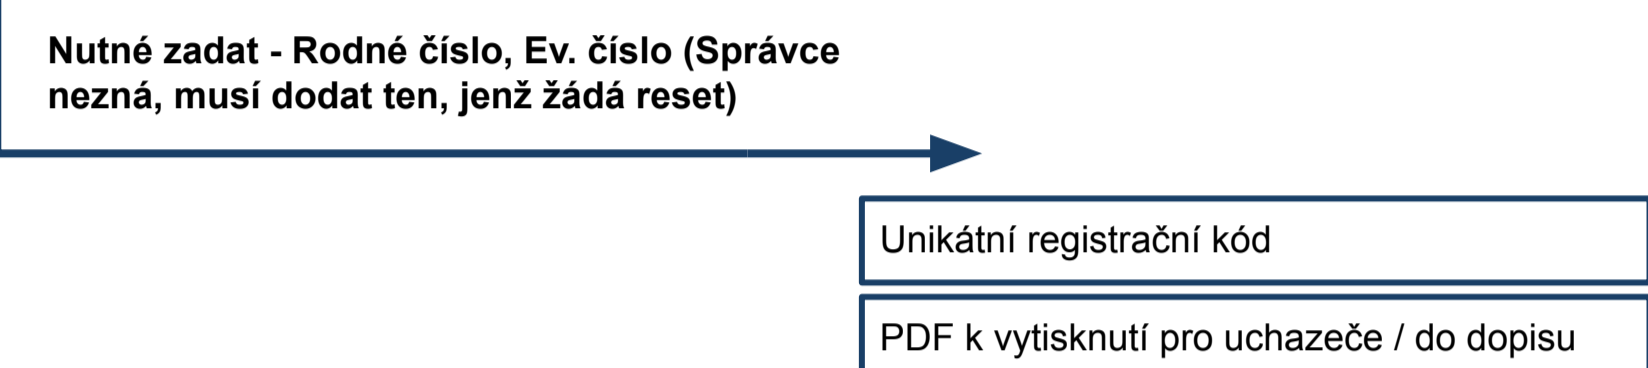 Nutné zadat - Rodné číslo, Ev. číslo (Správce
nezná, musí dodat ten, jenž žádá reset)
Unikátní registrační kód
PDF k vytisknutí pro uchazeče / do dopisu